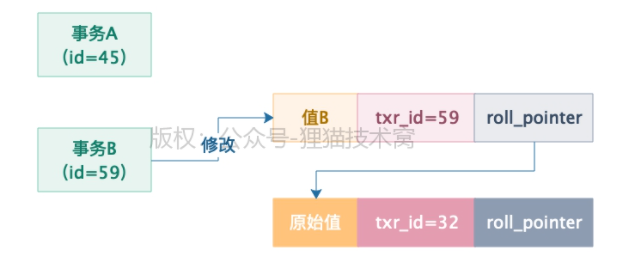 事务A
(id=45)
值B
txr_id=59
roll_pointer
版权：公众号-狸猫技术窝
修改
事务B
(id=59)
原始值
txr_id=32
roll_pointer